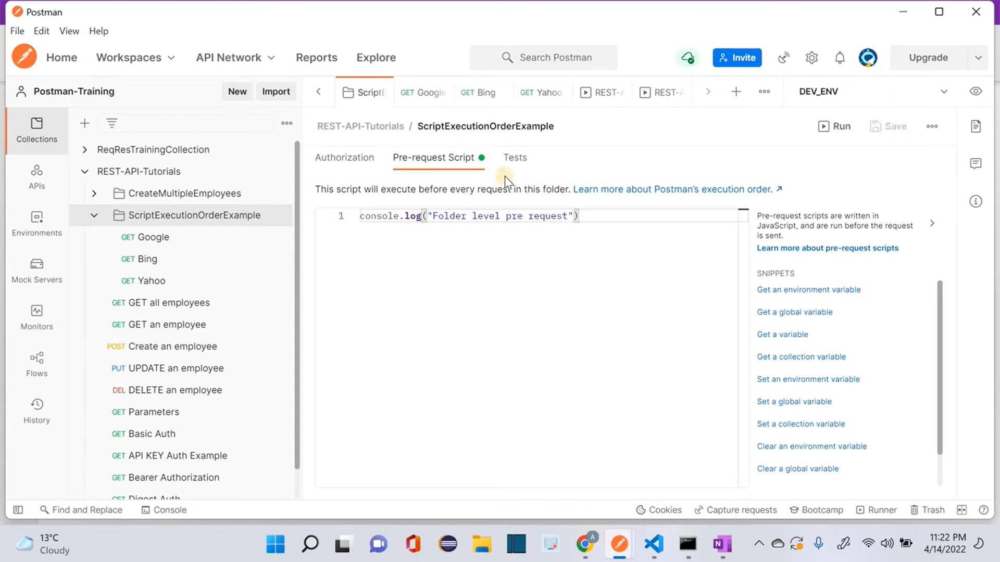 Postman
File Edit View Help
Home Workspaces API Network Reports Explore Search Postman Invite Upgrade
Postman-Training New Import ScriptE GET Google GET Bing GET Yahoo REST-A REST-A DEV_ENV
REST-API-Tutorials / ScriptExecutionOrderExample Run Save
Collections
APIs
Environments
Mock Servers
Monitors
Flows
History
ReqResTrainingCollection
REST-API-Tutorials
CreateMultipleEmployees
ScriptExecutionOrderExample
GET Google
GET Bing
GET Yahoo
GET GET all employees
GET GET an employee
POST Create an employee
PUT UPDATE an employee
DEL DELETE an employee
GET Parameters
GET Basic Auth
GET API KEY Auth Example
GET Bearer Authorization
GET Digest Auth
Authorization Pre-request Script Tests
This script will execute before every request in this folder. Learn more about Postman's execution order.
1 console.log("Folder level pre request")
Pre-request scripts are written in
JavaScript, and are run before the request
is sent.
Learn more about pre-request scripts
SNIPPETS
Get an environment variable
Get a global variable
Get a variable
Get a collection variable
Set an environment variable
Set a global variable
Set a collection variable
Clear an environment variable
Clear a global variable
Find and Replace Console Cookies Capture requests Bootcamp Runner Trash
13°C
Cloudy
A
N
11:22 PM
4/14/2022